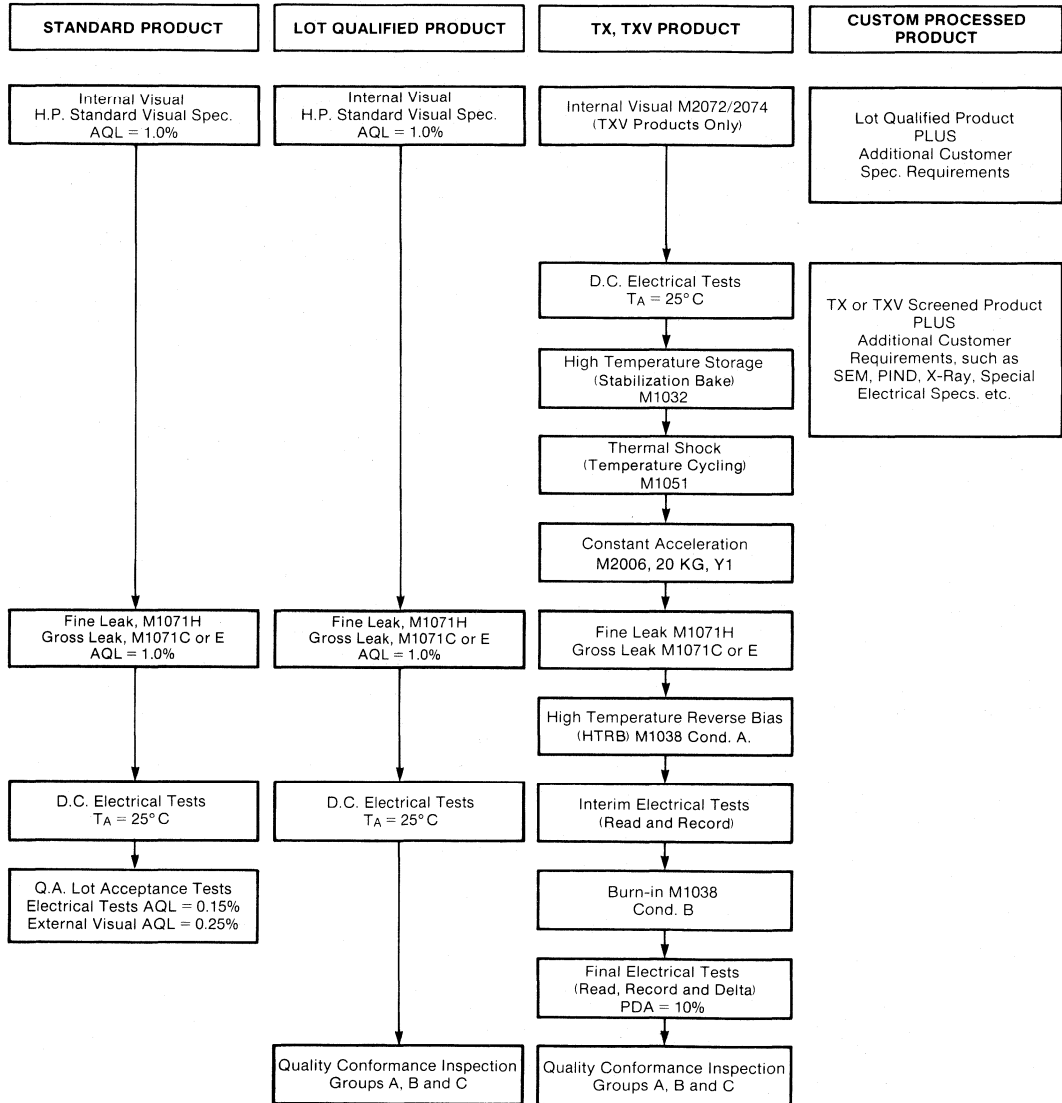 STANDARD PRODUCT
LOT QUALIFIED PRODUCT
TX, TXV PRODUCT
CUSTOM PROCESSED
PRODUCT
Internal Visual
H.P. Standard Visual Spec.
AQL = 1.0%
Internal Visual
H.P. Standard Visual Spec.
AQL = 1.0%
Internal Visual M2072/2074
(TXV Products Only)
Lot Qualified Product
PLUS
Additional Customer
Spec. Requirements
D.C. Electrical Tests
TA = 25° C
TX or TXV Screened Product
PLUS
Additional Customer
Requirements, such as
SEM, PIND, X-Ray, Special
Electrical Specs. etc.
High Temperature Storage
(Stabilization Bake)
M1032
Thermal Shock
(Temperature Cycling)
M1051
Constant Acceleration
M2006, 20 KG, Y1
Fine Leak, M1071H
Gross Leak, M1071C or E
AQL = 1.0%
Fine Leak, M1071H
Gross Leak, M1071C or E
AQL = 1.0%
Fine Leak M1071H
Gross Leak M1071C or E
High Temperature Reverse Bias
(HTRB) M1038 Cond. A.
D.C. Electrical Tests
TA = 25° C
D.C. Electrical Tests
TA = 25° C
Interim Electrical Tests
(Read and Record)
Q.A. Lot Acceptance Tests
Electrical Tests AQL = 0.15%
External Visual AQL = 0.25%
Burn-in M1038
Cond. B
Final Electrical Tests
(Read, Record and Delta)
PDA = 10%
Quality Conformance Inspection
Groups A, B and C
Quality Conformance Inspection
Groups A, B and C